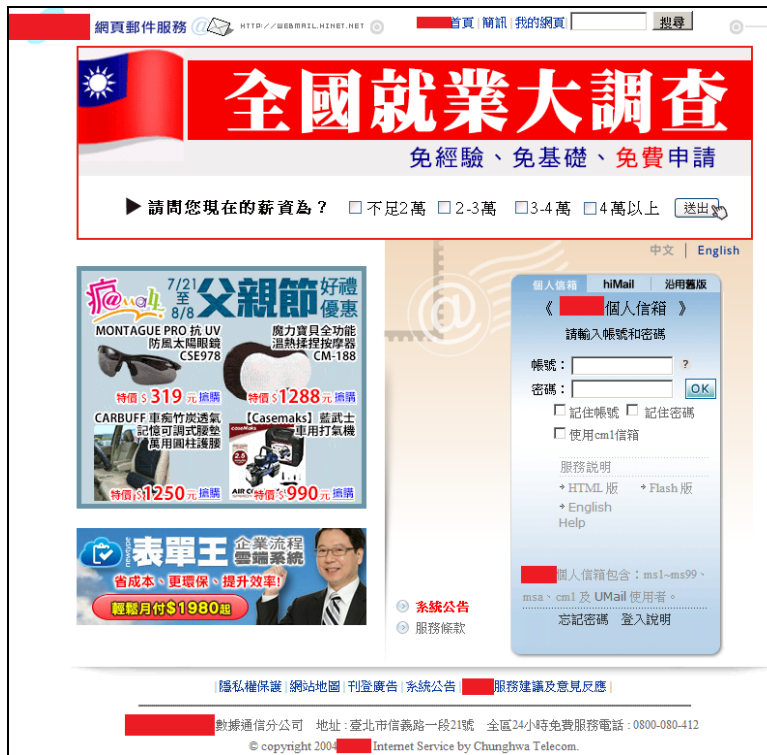 網頁郵件服務 @ HTTP://WEBMAIL.HINET.NET
首頁 | 簡訊 | 我的網頁 搜尋
全國就業大調查
免經驗、免基礎、免費申請
▶ 請問您現在的薪資為? 不足2萬 2-3萬 3-4萬 4萬以上 送出
中文 | English
瘋mall 7/21至8/8 父親節 好禮優惠
MONTAGUE PRO 抗 UV
防風太陽眼鏡
CSE978
特價$319元 搶購
魔力寶貝全功能
溫熱揉捏按摩器
CM-188
特價$1288元 搶購
CARBUFF 車痴竹炭透氣
記憶可調式腰墊
萬用圓柱護腰
特價$1250元 搶購
【Casemaks】藍武士
車用打氣機
特價$990元 搶購
newtype 表單王 企業流程
雲端系統
省成本、更環保、提升效率!
輕鬆月付$1980起
個人信箱 hiMail 沿用舊版
《 個人信箱 》
請輸入帳號和密碼
帳號: ?
密碼: OK
記住帳號 記住密碼
使用cm1信箱
服務說明
HTML 版 Flash 版
English
Help
個人信箱包含:ms1~ms99、
msa、cm1 及 UMail 使用者。
忘記密碼 登入說明
系統公告
服務條款
|隱私權保護 | 網站地圖 | 刊登廣告 | 系統公告 | 服務建議及意見反應 |
數據通信分公司 地址 : 臺北市信義路一段21號 全區24小時免費服務電話 : 0800-080-412
© copyright 2004 Internet Service by Chunghwa Telecom.